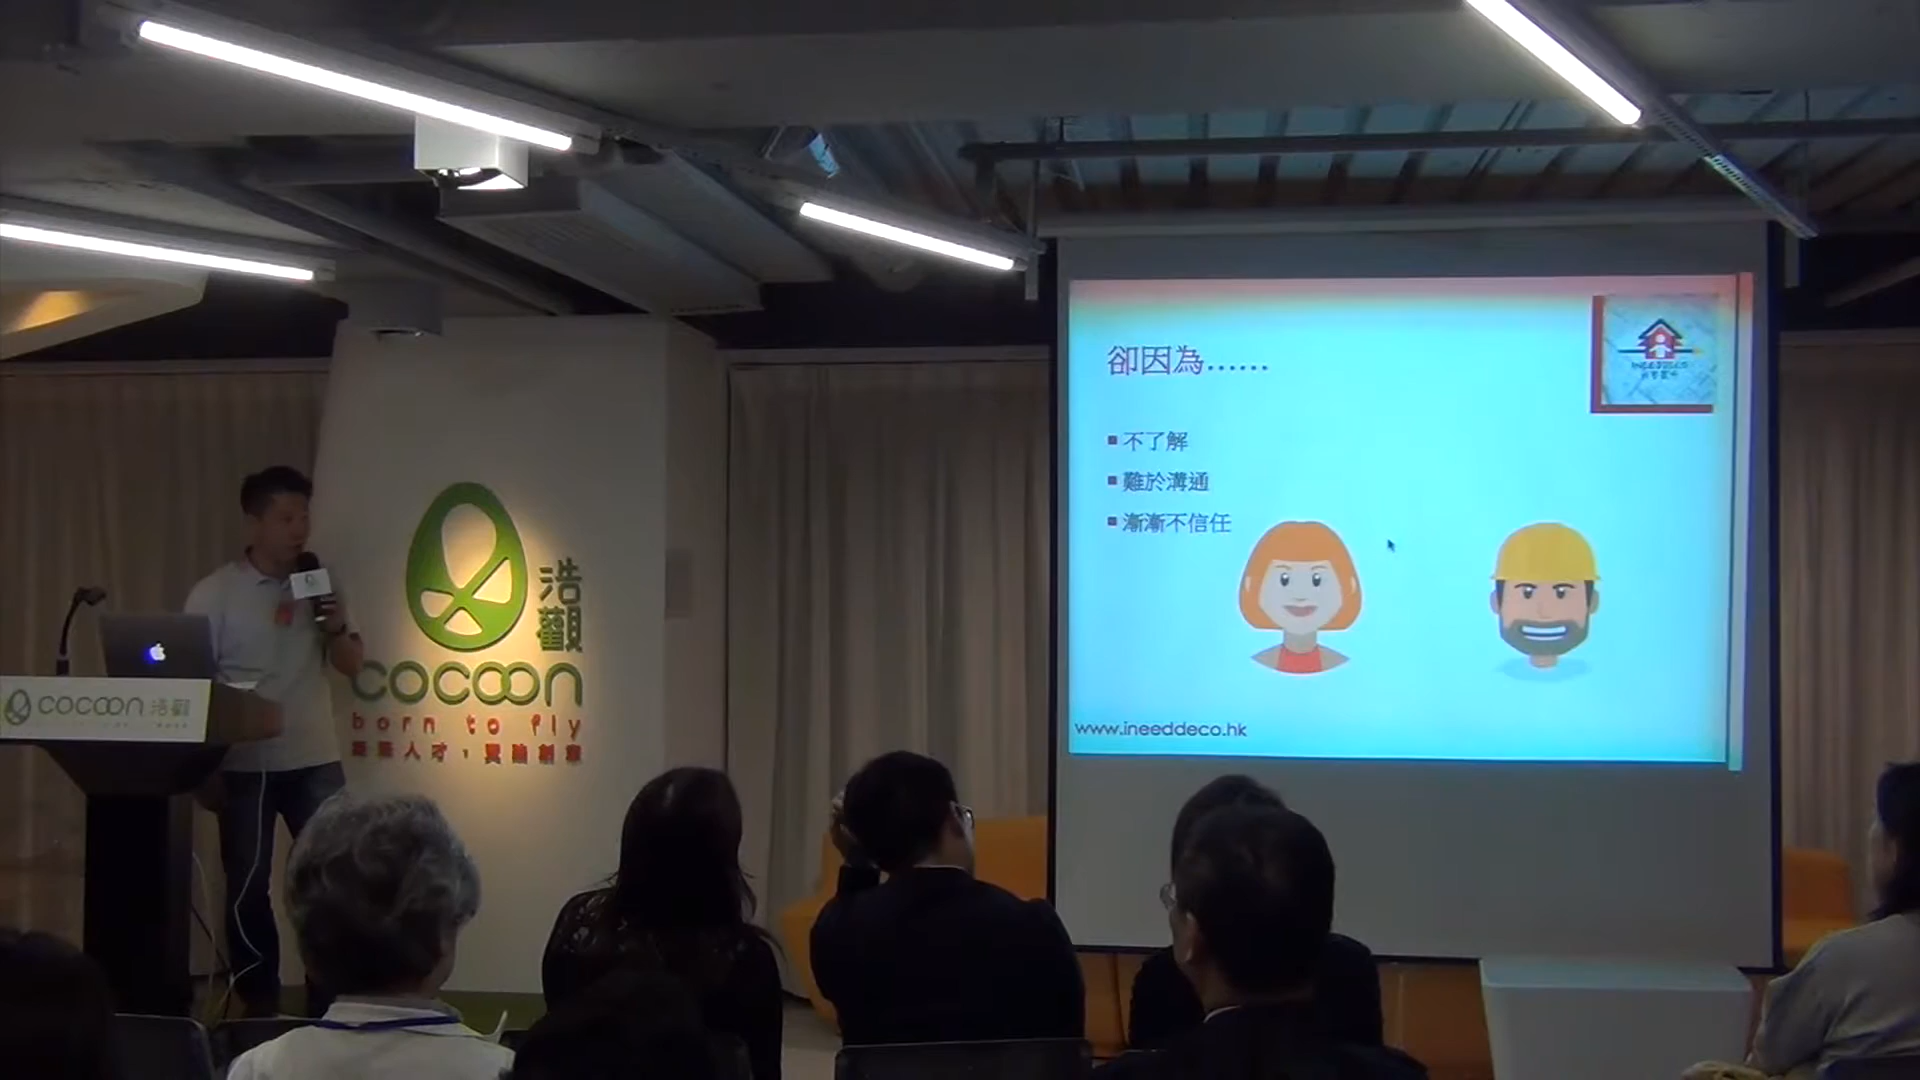 卻因為......
INEEDDECO
不了解
難於溝通
漸漸不信任
www.ineeddeco.hk
浩觀
cocoon
born to fly
cocoon 浩觀